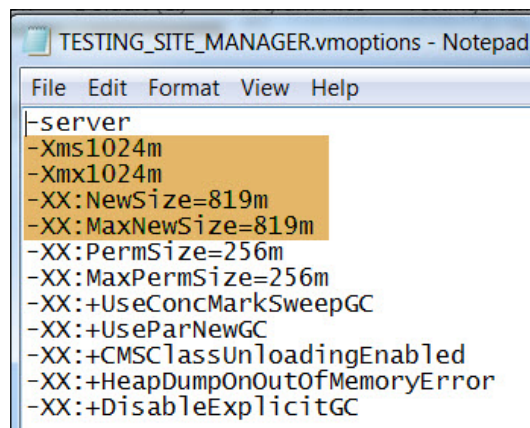 TESTING_SITE_MANAGER.vmoptions - Notepad
File Edit Format View Help
-server
-Xms1024m
-Xmx1024m
-XX:NewSize=819m
-XX:MaxNewSize=819m
-XX:PermSize=256m
-XX:MaxPermSize=256m
-XX:+UseConcMarkSweepGC
-XX:+UseParNewGC
-XX:+CMSClassUnloadingEnabled
-XX:+HeapDumpOnOutOfMemoryError
-XX:+DisableExplicitGC